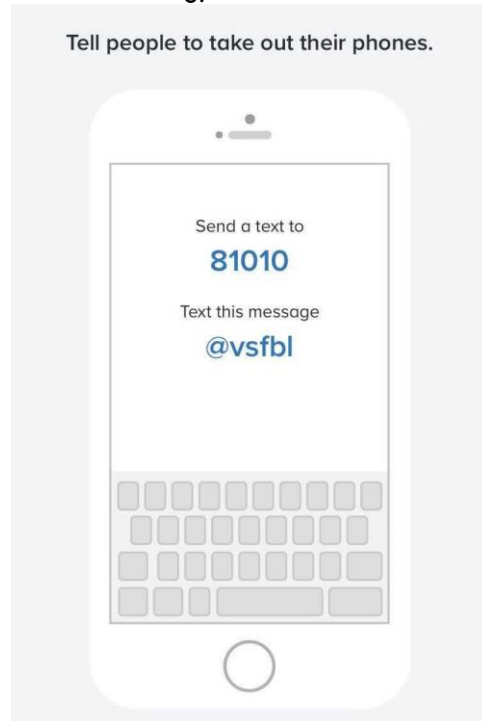 Tell people to take out their phones.
Send a text to
81010
Text this message
@vsfbl